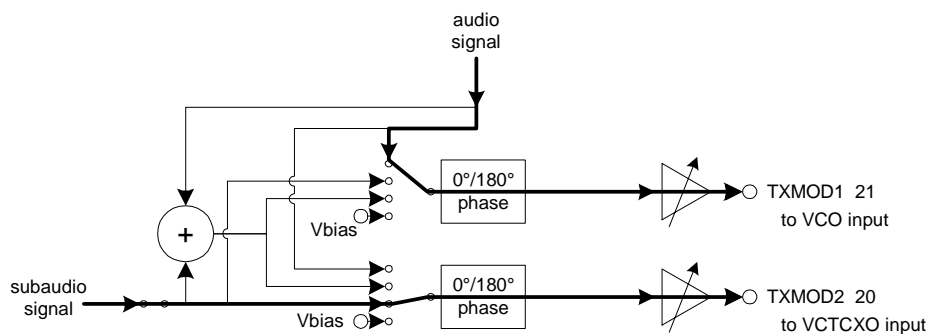 audio
signal
0°/180°
phase
TXMOD1 21
to VCO input
Vbias
+
subaudio
signal
0°/180°
phase
TXMOD2 20
to VCTCXO input
Vbias